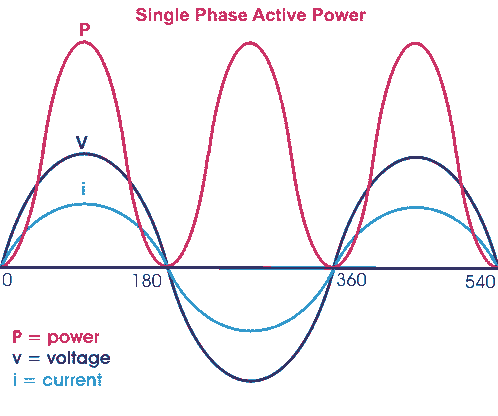 Single Phase Active Power
P
V
i
0 180 360 540
P = power
v = voltage
i = current